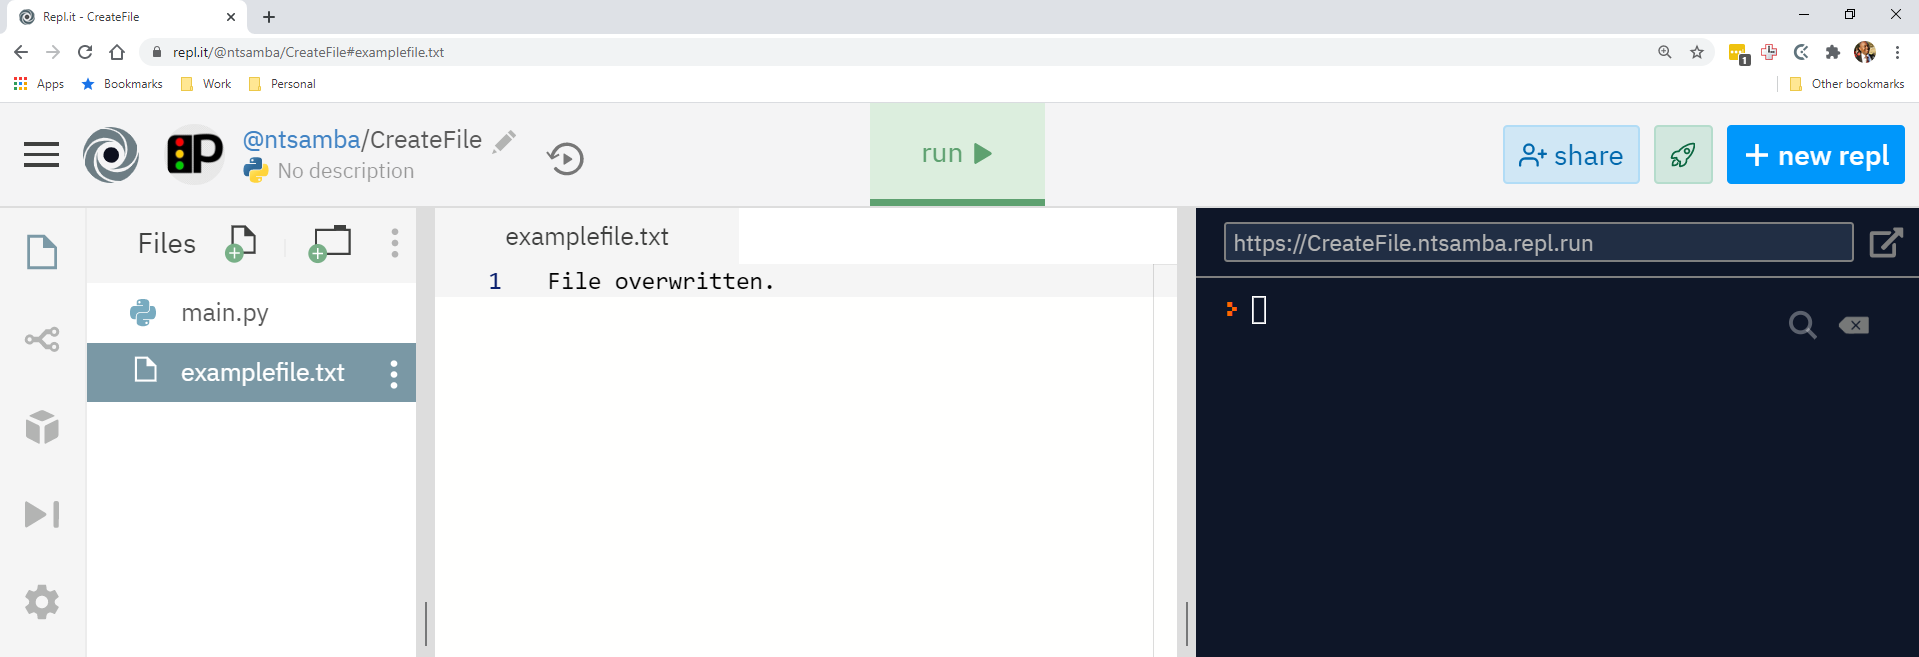 Repl.it - CreateFile
repl.it/@ntsamba/CreateFile#examplefile.txt
1
Apps Bookmarks Work Personal Other bookmarks
P @ntsamba/CreateFile
No description
run
share
+ new repl
Files
examplefile.txt
https://CreateFile.ntsamba.repl.run
1 File overwritten.
main.py
examplefile.txt